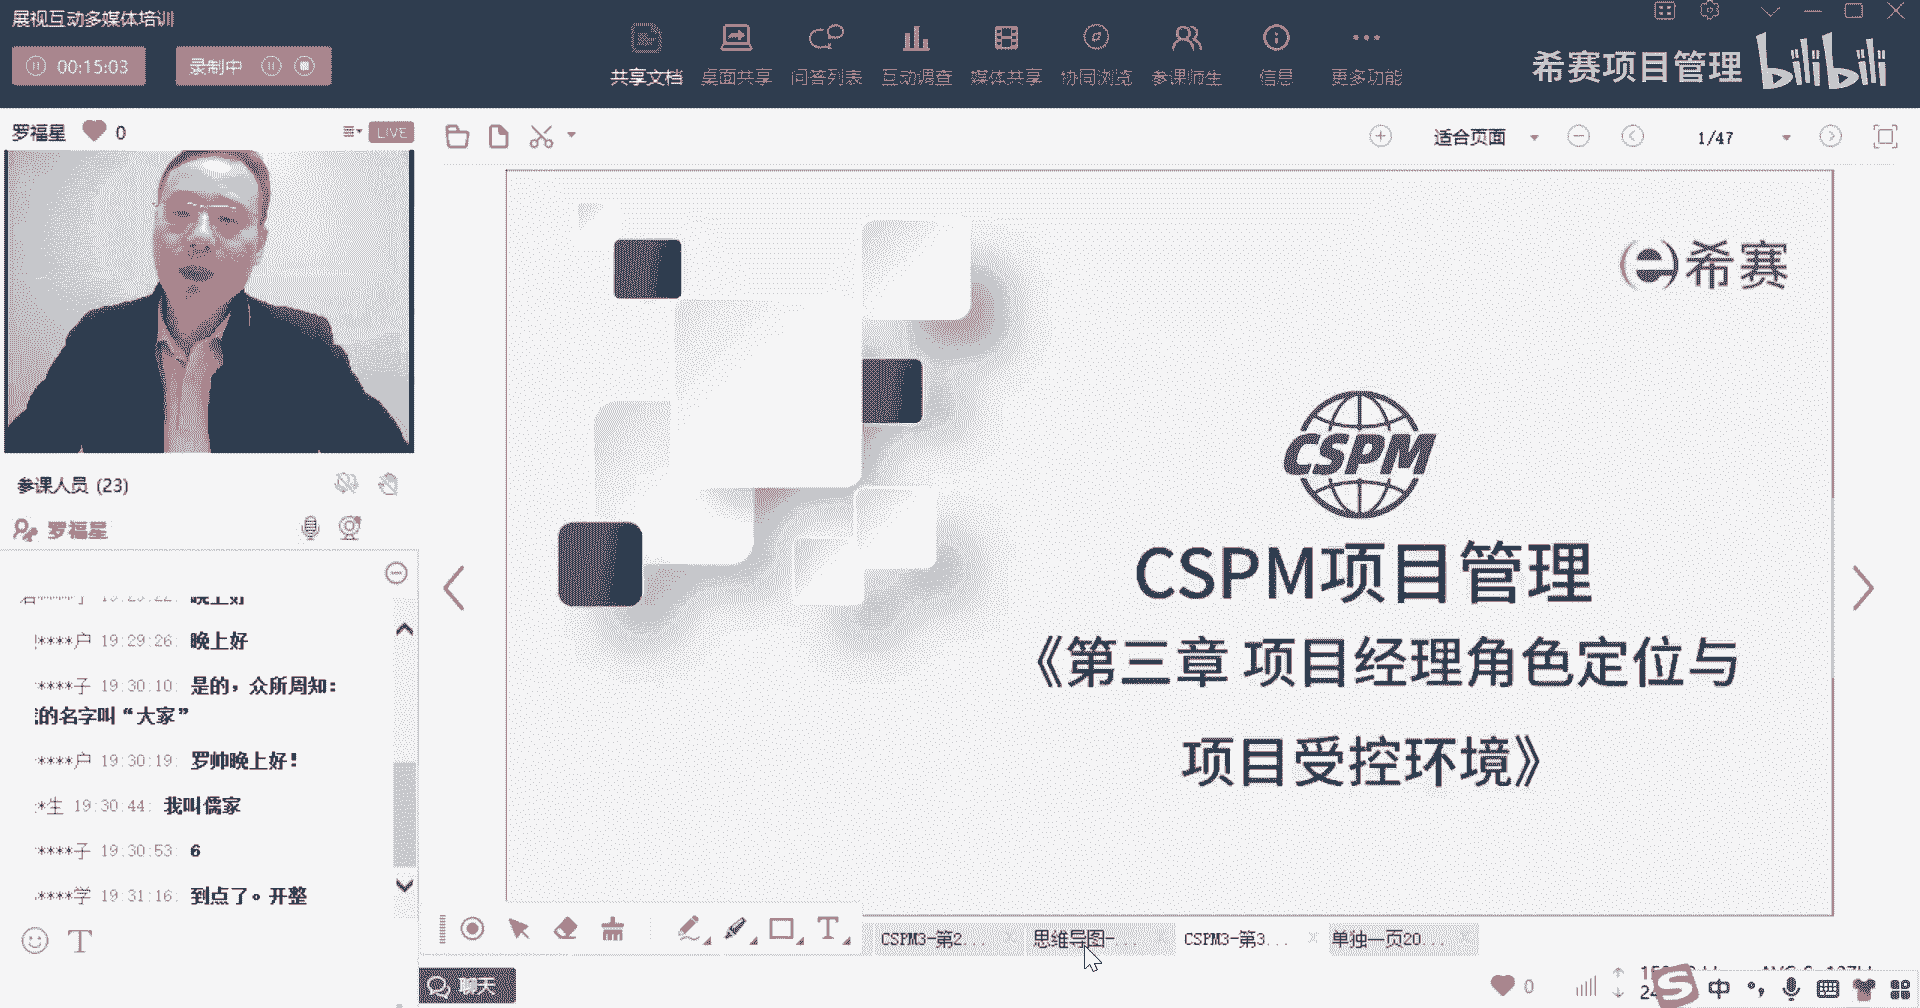 展视互动多媒体培训
00:15:03
录制中
共享文档 桌面共享 问答列表 互动调查 媒体共享 协同浏览 参课师生 信息 更多功能
希赛项目管理 bilibili
罗福星 0 LIVE
适合页面 1/47
希赛
CSPM
CSPM项目管理
《第三章 项目经理角色定位与
项目受控环境》
参课人员 (23)
罗福星
晚上好
****户 19:29:26: 晚上好
****子 19:30:10: 是的，众所周知：
的名字叫“大家”
****户 19:30:19: 罗帅晚上好！
*生 19:30:44: 我叫儒家
****子 19:30:53: 6
****学 19:31:16: 到点了。开整
CSPM3-第2... 思维导图-... CSPM3-第3... 单独一页20...
聊天
0
中